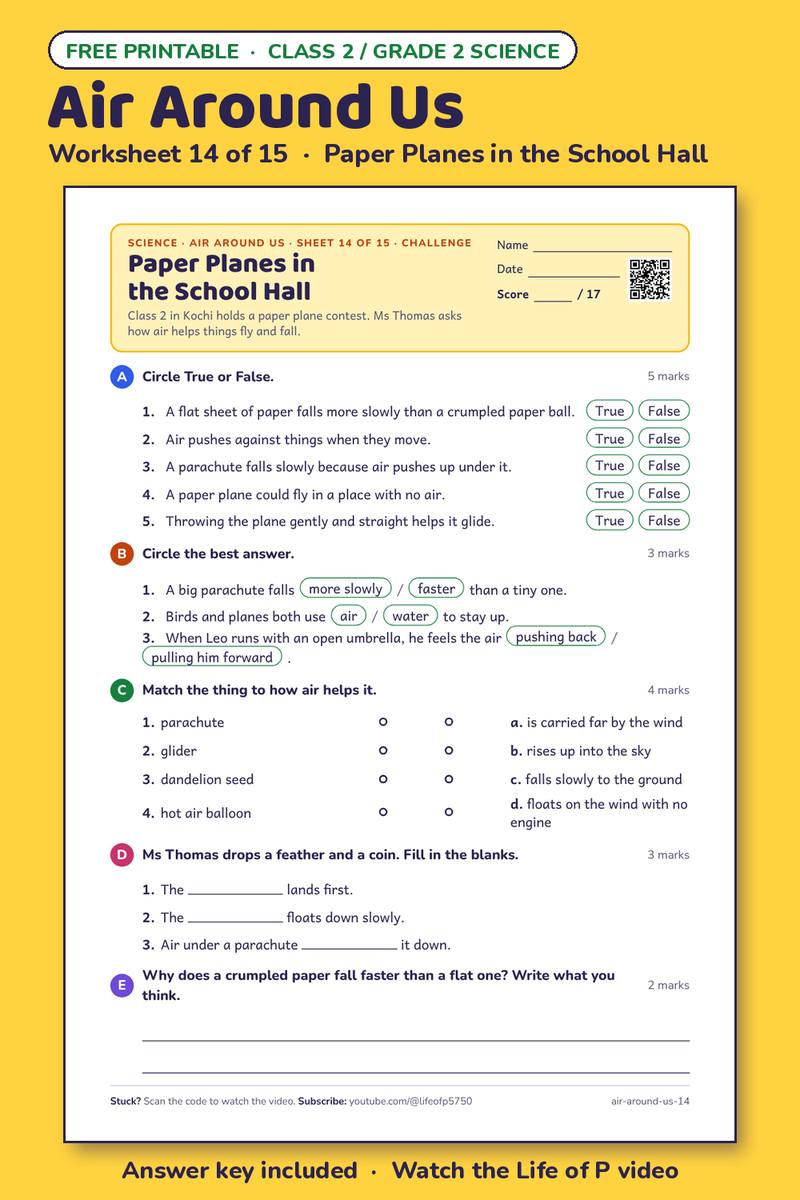 FREE PRINTABLE · CLASS 2 / GRADE 2 SCIENCE
Air Around Us
Worksheet 14 of 15 · Paper Planes in the School Hall
SCIENCE · AIR AROUND US · SHEET 14 OF 15 · CHALLENGE
Paper Planes in
the School Hall
Class 2 in Kochi holds a paper plane contest. Ms Thomas asks
how air helps things fly and fall.
Name ____________________
Date ______________
Score ______ / 17
A Circle True or False. 5 marks
1. A flat sheet of paper falls more slowly than a crumpled paper ball. True False
2. Air pushes against things when they move. True False
3. A parachute falls slowly because air pushes up under it. True False
4. A paper plane could fly in a place with no air. True False
5. Throwing the plane gently and straight helps it glide. True False
B Circle the best answer. 3 marks
1. A big parachute falls more slowly / faster than a tiny one.
2. Birds and planes both use air / water to stay up.
3. When Leo runs with an open umbrella, he feels the air pushing back /
pulling him forward .
C Match the thing to how air helps it. 4 marks
1. parachute a. is carried far by the wind
2. glider b. rises up into the sky
3. dandelion seed c. falls slowly to the ground
4. hot air balloon d. floats on the wind with no
engine
D Ms Thomas drops a feather and a coin. Fill in the blanks. 3 marks
1. The ______________ lands first.
2. The ______________ floats down slowly.
3. Air under a parachute ______________ it down.
E Why does a crumpled paper fall faster than a flat one? Write what you
think. 2 marks
Stuck? Scan the code to watch the video. Subscribe: youtube.com/@lifeofp5750 air-around-us-14
Answer key included · Watch the Life of P video